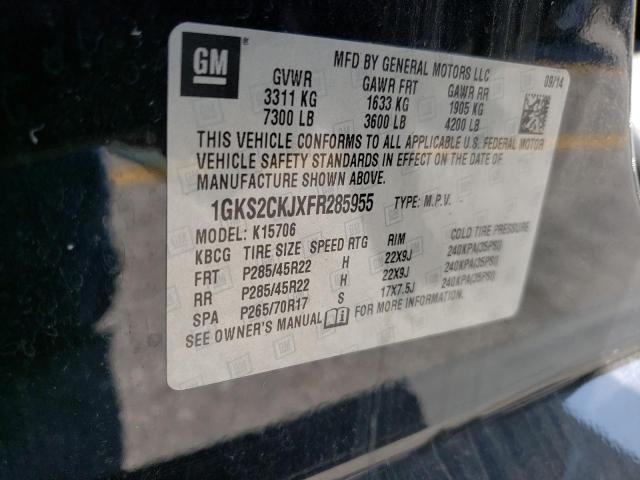 GM
MFD BY GENERAL MOTORS LLC
09/14
GVWR GAWR FRT GAWR RR
3311 KG 1633 KG 1905 KG
7300 LB 3600 LB 4200 LB
THIS VEHICLE CONFORMS TO ALL APPLICABLE U.S. FEDERAL MOTOR
VEHICLE SAFETY STANDARDS IN EFFECT ON THE DATE OF
MANUFACTURE SHOWN ABOVE.
1GKS2CKJXFR285955 TYPE: M.P.V.
MODEL: K15706
KBCG TIRE SIZE SPEED RTG RIM COLD TIRE PRESSURE
FRT P285/45R22 H 22X9J 240KPA(35PSI)
RR P285/45R22 H 22X9J 240KPA(35PSI)
SPA P265/70R17 S 17X7.5J 240KPA(35PSI)
SEE OWNER'S MANUAL FOR MORE INFORMATION.